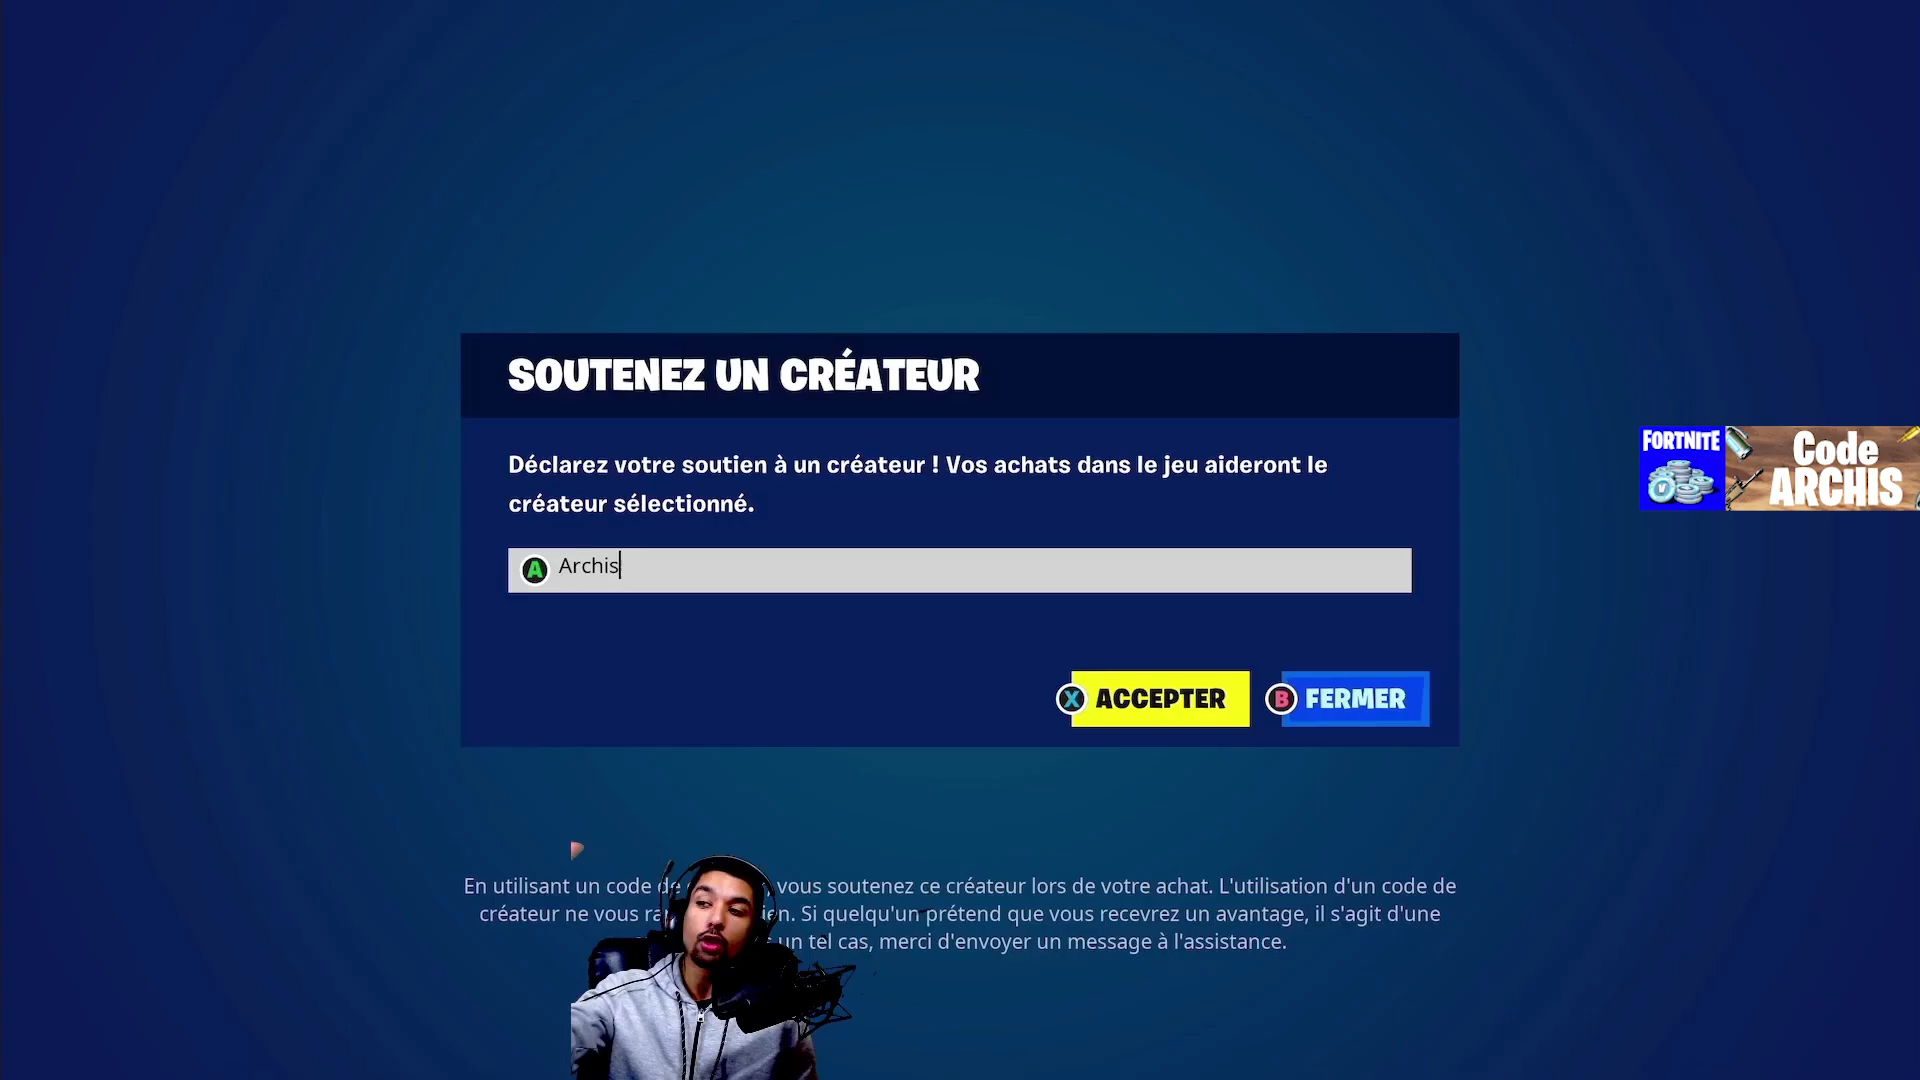 SOUTENEZ UN CRÉATEUR
Déclarez votre soutien à un créateur ! Vos achats dans le jeu aideront le
créateur sélectionné.
A Archis
X ACCEPTER B FERMER
FORTNITE
V
Code
ARCHIS
En utilisant un code de vous soutenez ce créateur lors de votre achat. L'utilisation d'un code de
créateur ne vous Si quelqu'un prétend que vous recevrez un avantage, il s'agit d'une
un tel cas, merci d'envoyer un message à l'assistance.